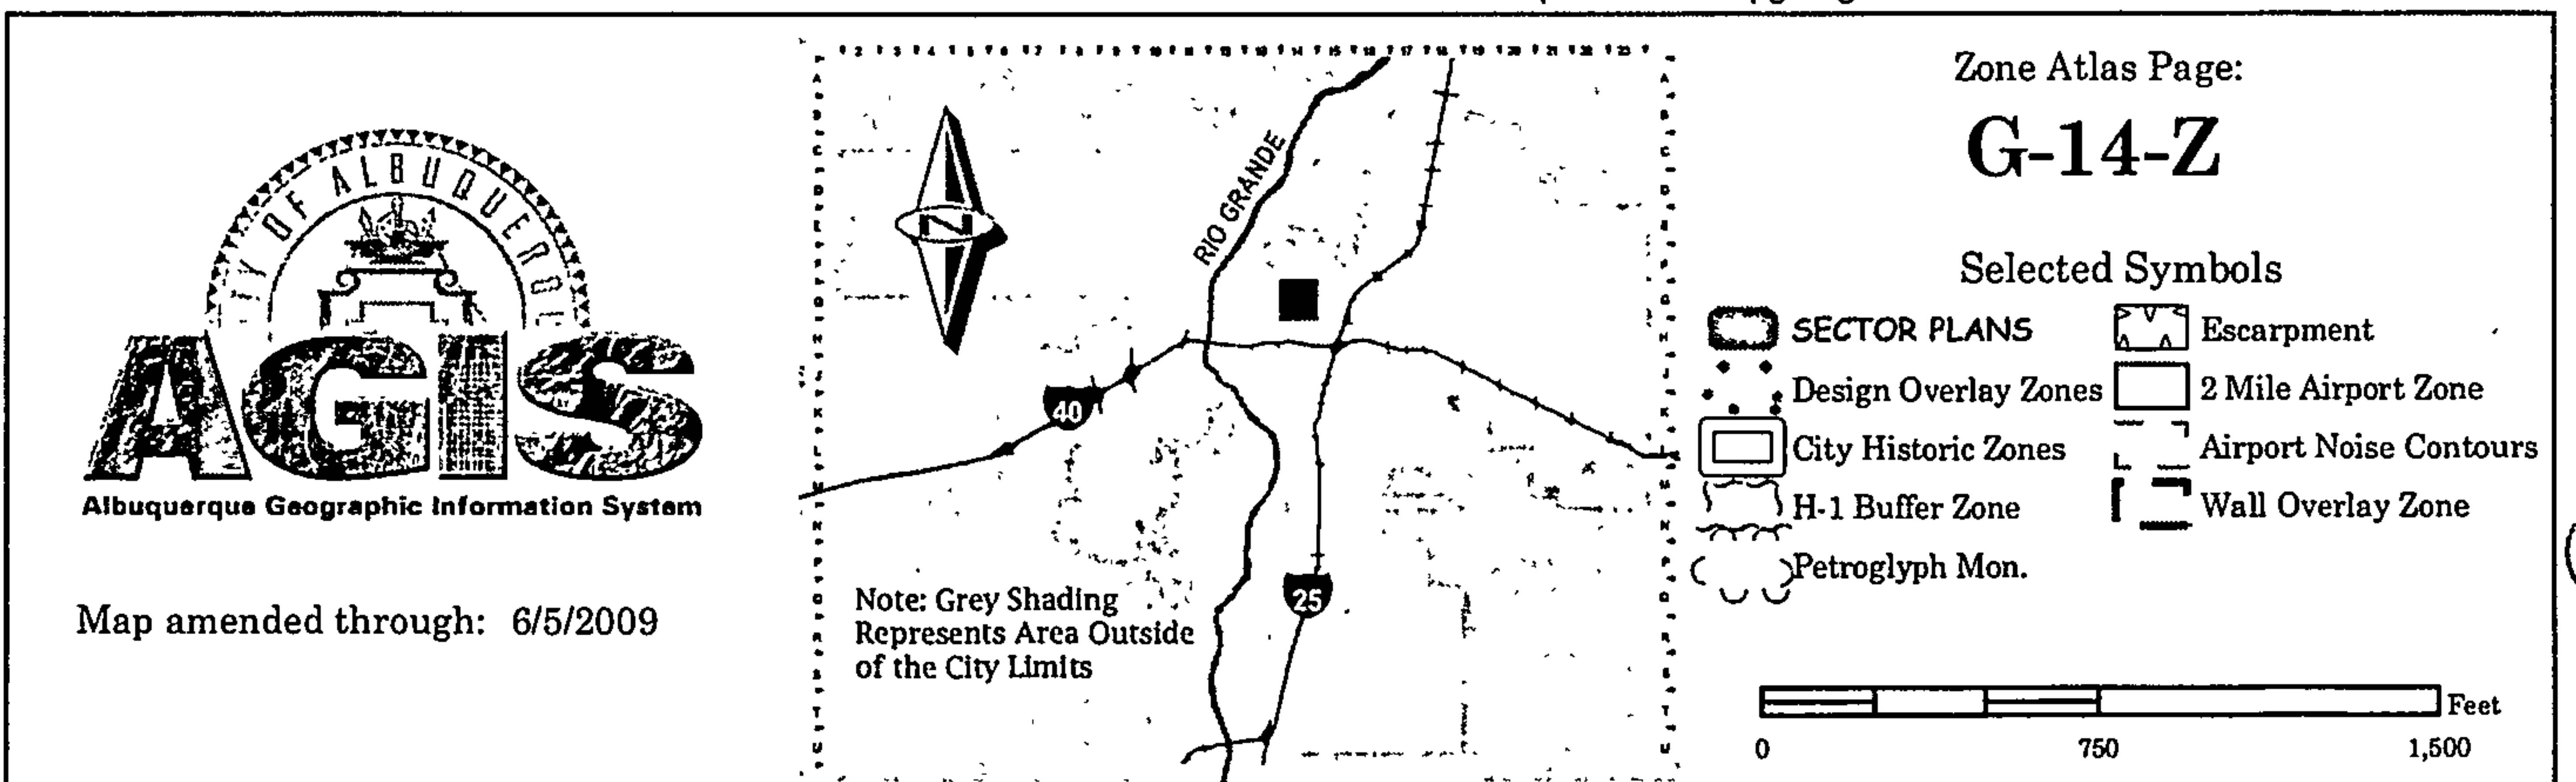 CITY OF ALBUQUERQUE
AGIS
Albuquerque Geographic Information System
Map amended through: 6/5/2009
N
RIO GRANDE
40
25
Note: Grey Shading
Represents Area Outside
of the City Limits
Zone Atlas Page:
G-14-Z
Selected Symbols
SECTOR PLANS
Escarpment
Design Overlay Zones
2 Mile Airport Zone
City Historic Zones
Airport Noise Contours
H-1 Buffer Zone
Wall Overlay Zone
Petroglyph Mon.
Feet
0 750 1,500